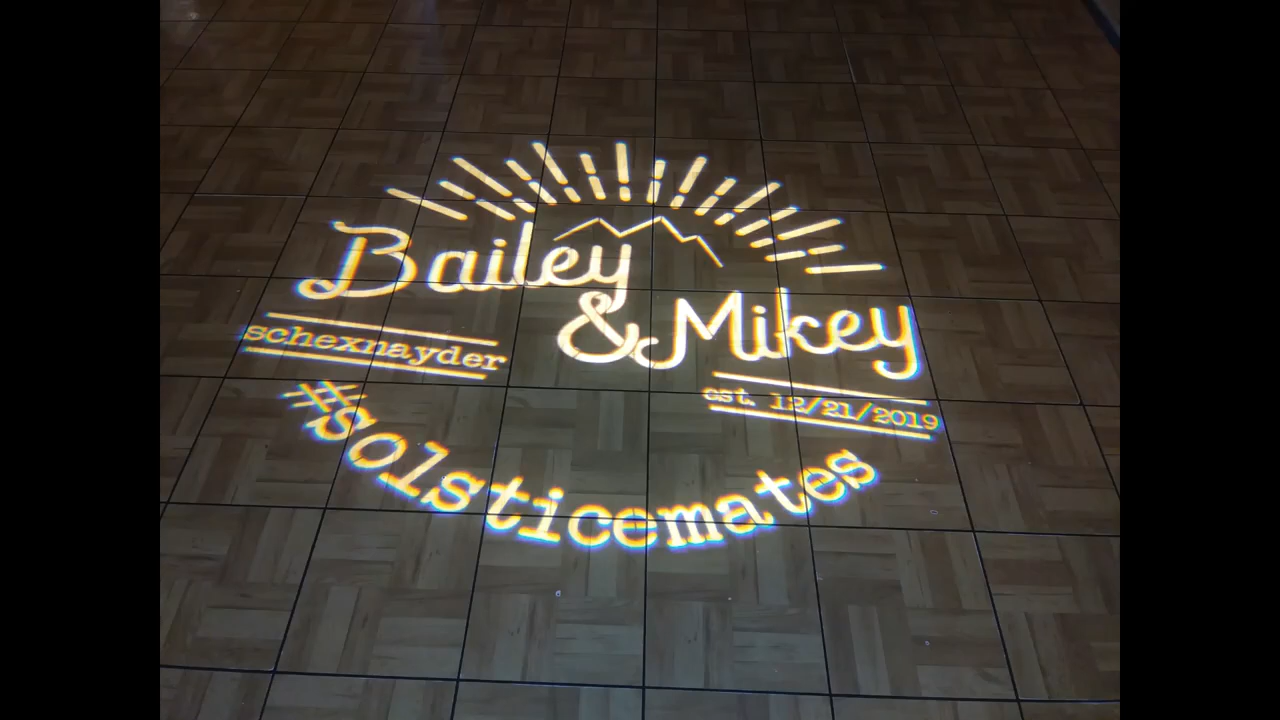 Bailey
& Mikey
schexnayder
est. 12/21/2019
#solsticemates